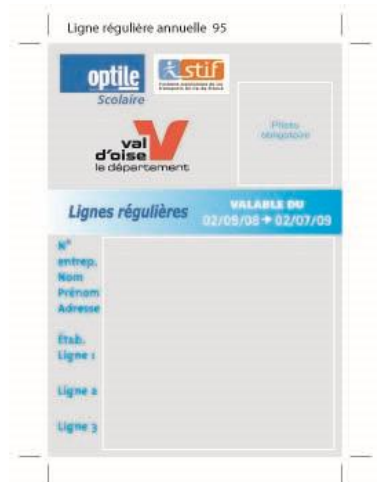 Ligne régulière annuelle 95
optile
Scolaire
stif
val
d'oise
le département
Photo
obligatoire
Lignes régulières
VALABLE DU
02/09/08 → 02/07/09
N°
entrep.
Nom
Prénom
Adresse
Étab.
Ligne 1
Ligne 2
Ligne 3